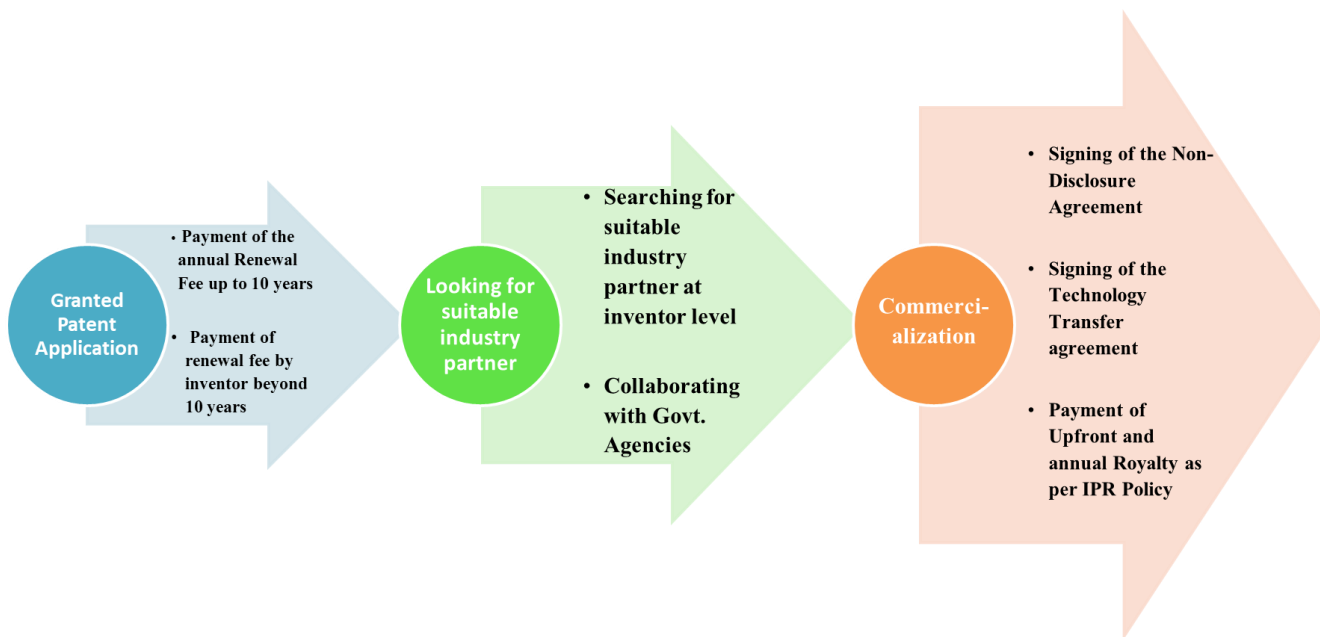 Granted
Patent
Application
• Payment of the
annual Renewal
Fee up to 10 years
• Payment of
renewal fee by
inventor beyond
10 years
Looking for
suitable
industry
partner
• Searching for
suitable
industry
partner at
inventor level
• Collaborating
with Govt.
Agencies
Commerci-
alization
• Signing of the Non-
Disclosure
Agreement
• Signing of the
Technology
Transfer
agreement
• Payment of
Upfront and
annual Royalty as
per IPR Policy